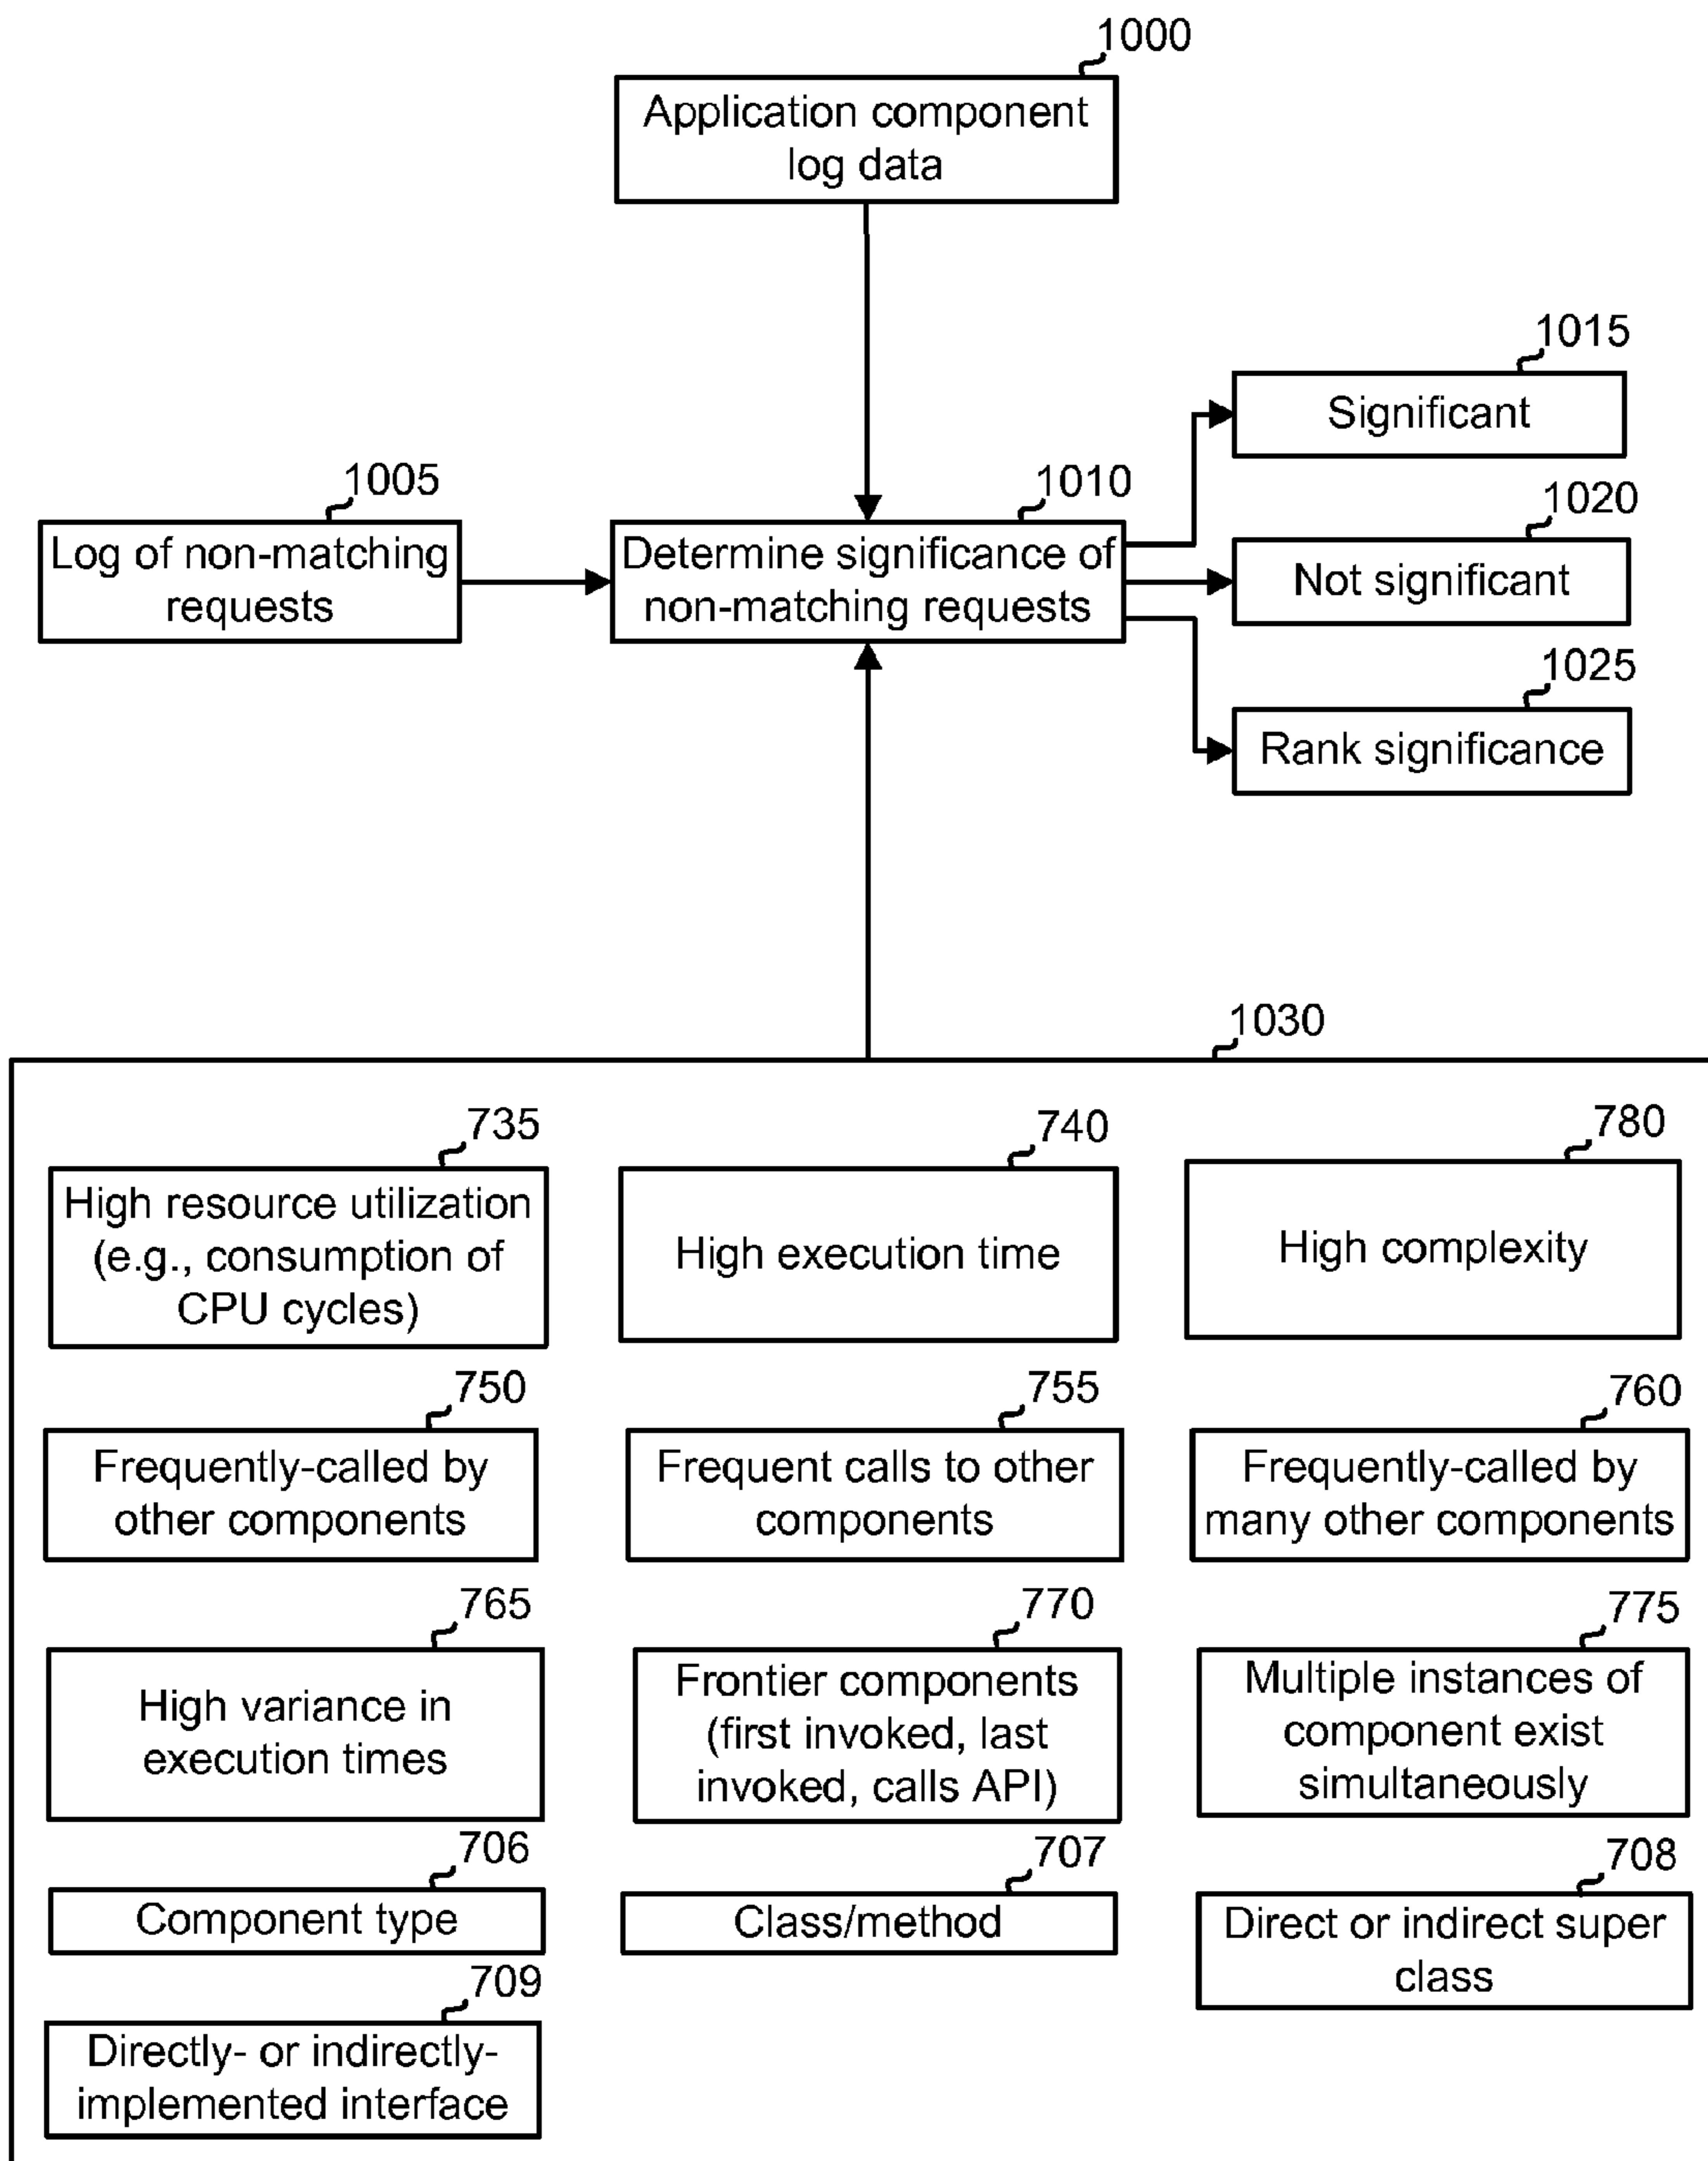 1000
Application component
log data
1015
Significant
1005
1010
1020
Log of non-matching
requests
Determine significance of
non-matching requests
Not significant
1025
Rank significance
1030
735
740
780
High resource utilization
(e.g., consumption of
CPU cycles)
High execution time
High complexity
750
755
760
Frequently-called by
other components
Frequent calls to other
components
Frequently-called by
many other components
765
770
775
High variance in
execution times
Frontier components
(first invoked, last
invoked, calls API)
Multiple instances of
component exist
simultaneously
706
707
708
Component type
Class/method
Direct or indirect super
class
709
Directly- or indirectly-
implemented interface